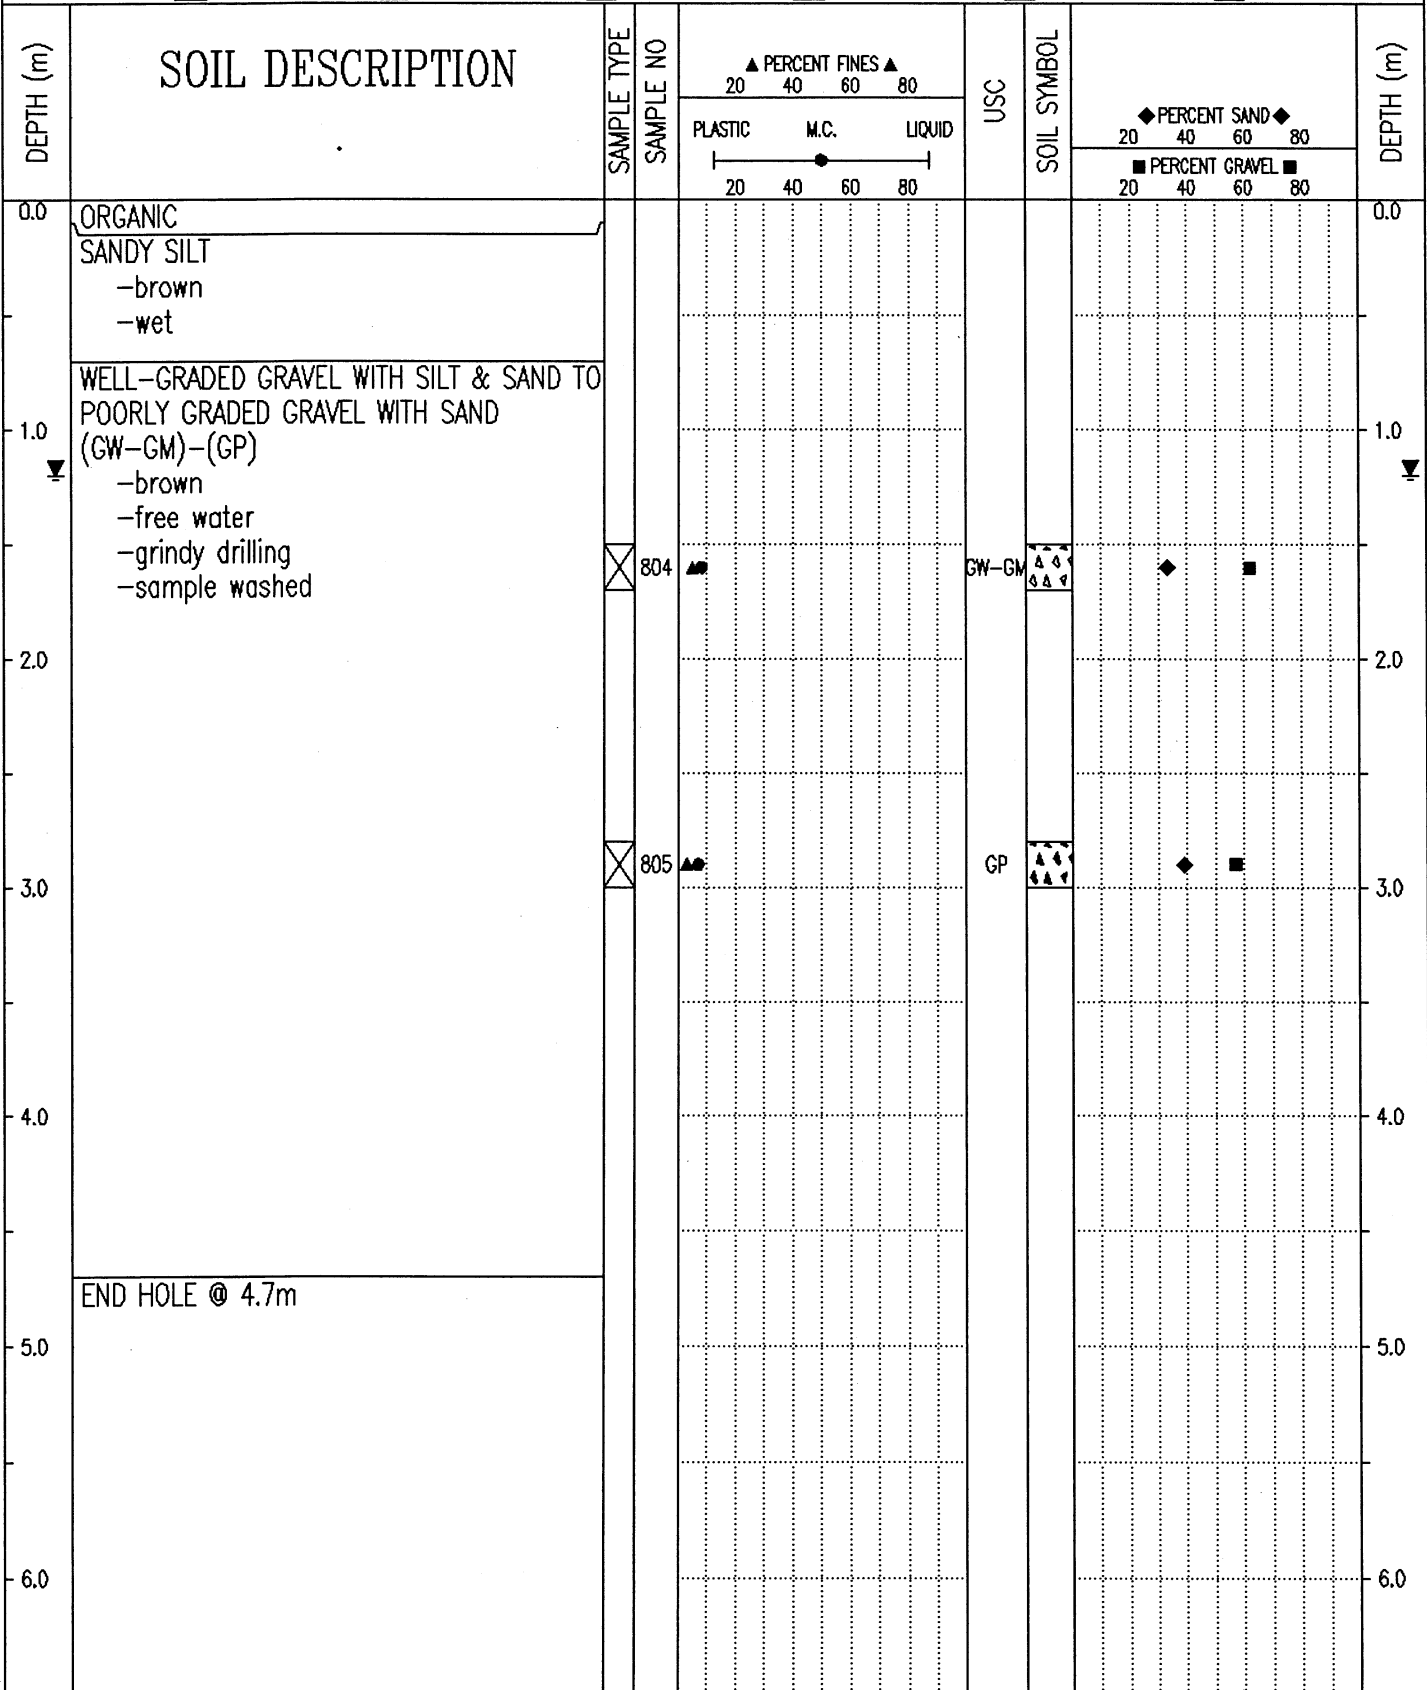 DEPTH (m)
SOIL DESCRIPTION
SAMPLE TYPE
SAMPLE NO
▲ PERCENT FINES ▲
20 40 60 80
PLASTIC M.C. LIQUID
20 40 60 80
USC
SOIL SYMBOL
◆ PERCENT SAND ◆
20 40 60 80
■ PERCENT GRAVEL ■
20 40 60 80
DEPTH (m)
0.0 ORGANIC 0.0
SANDY SILT
-brown
-wet
WELL-GRADED GRAVEL WITH SILT & SAND TO
POORLY GRADED GRAVEL WITH SAND
1.0 1.0
(GW-GM)-(GP)
-brown
-free water
-grindy drilling
804 GW-GM
-sample washed
2.0 2.0
805 GP
3.0 3.0
4.0 4.0
END HOLE @ 4.7m
5.0 5.0
6.0 6.0